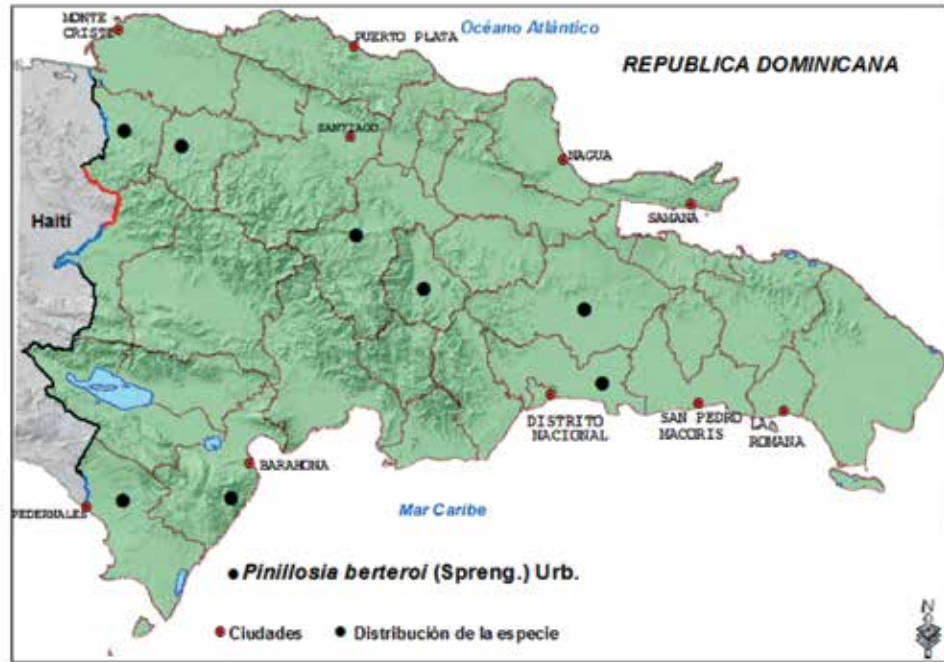 MONTE
CRISTE
PUERTO PLATA
Océano Atlántico
REPUBLICA DOMINICANA
SANTIAGO
NAGUA
SAMANA
Haití
DISTRITO
NACIONAL
SAN PEDRO
MACORIS
LA
ROMANA
BARAHONA
PEDERNALES
Mar Caribe
Pinillosia berteroi (Spreng.) Urb.
Ciudades
Distribución de la especie
N